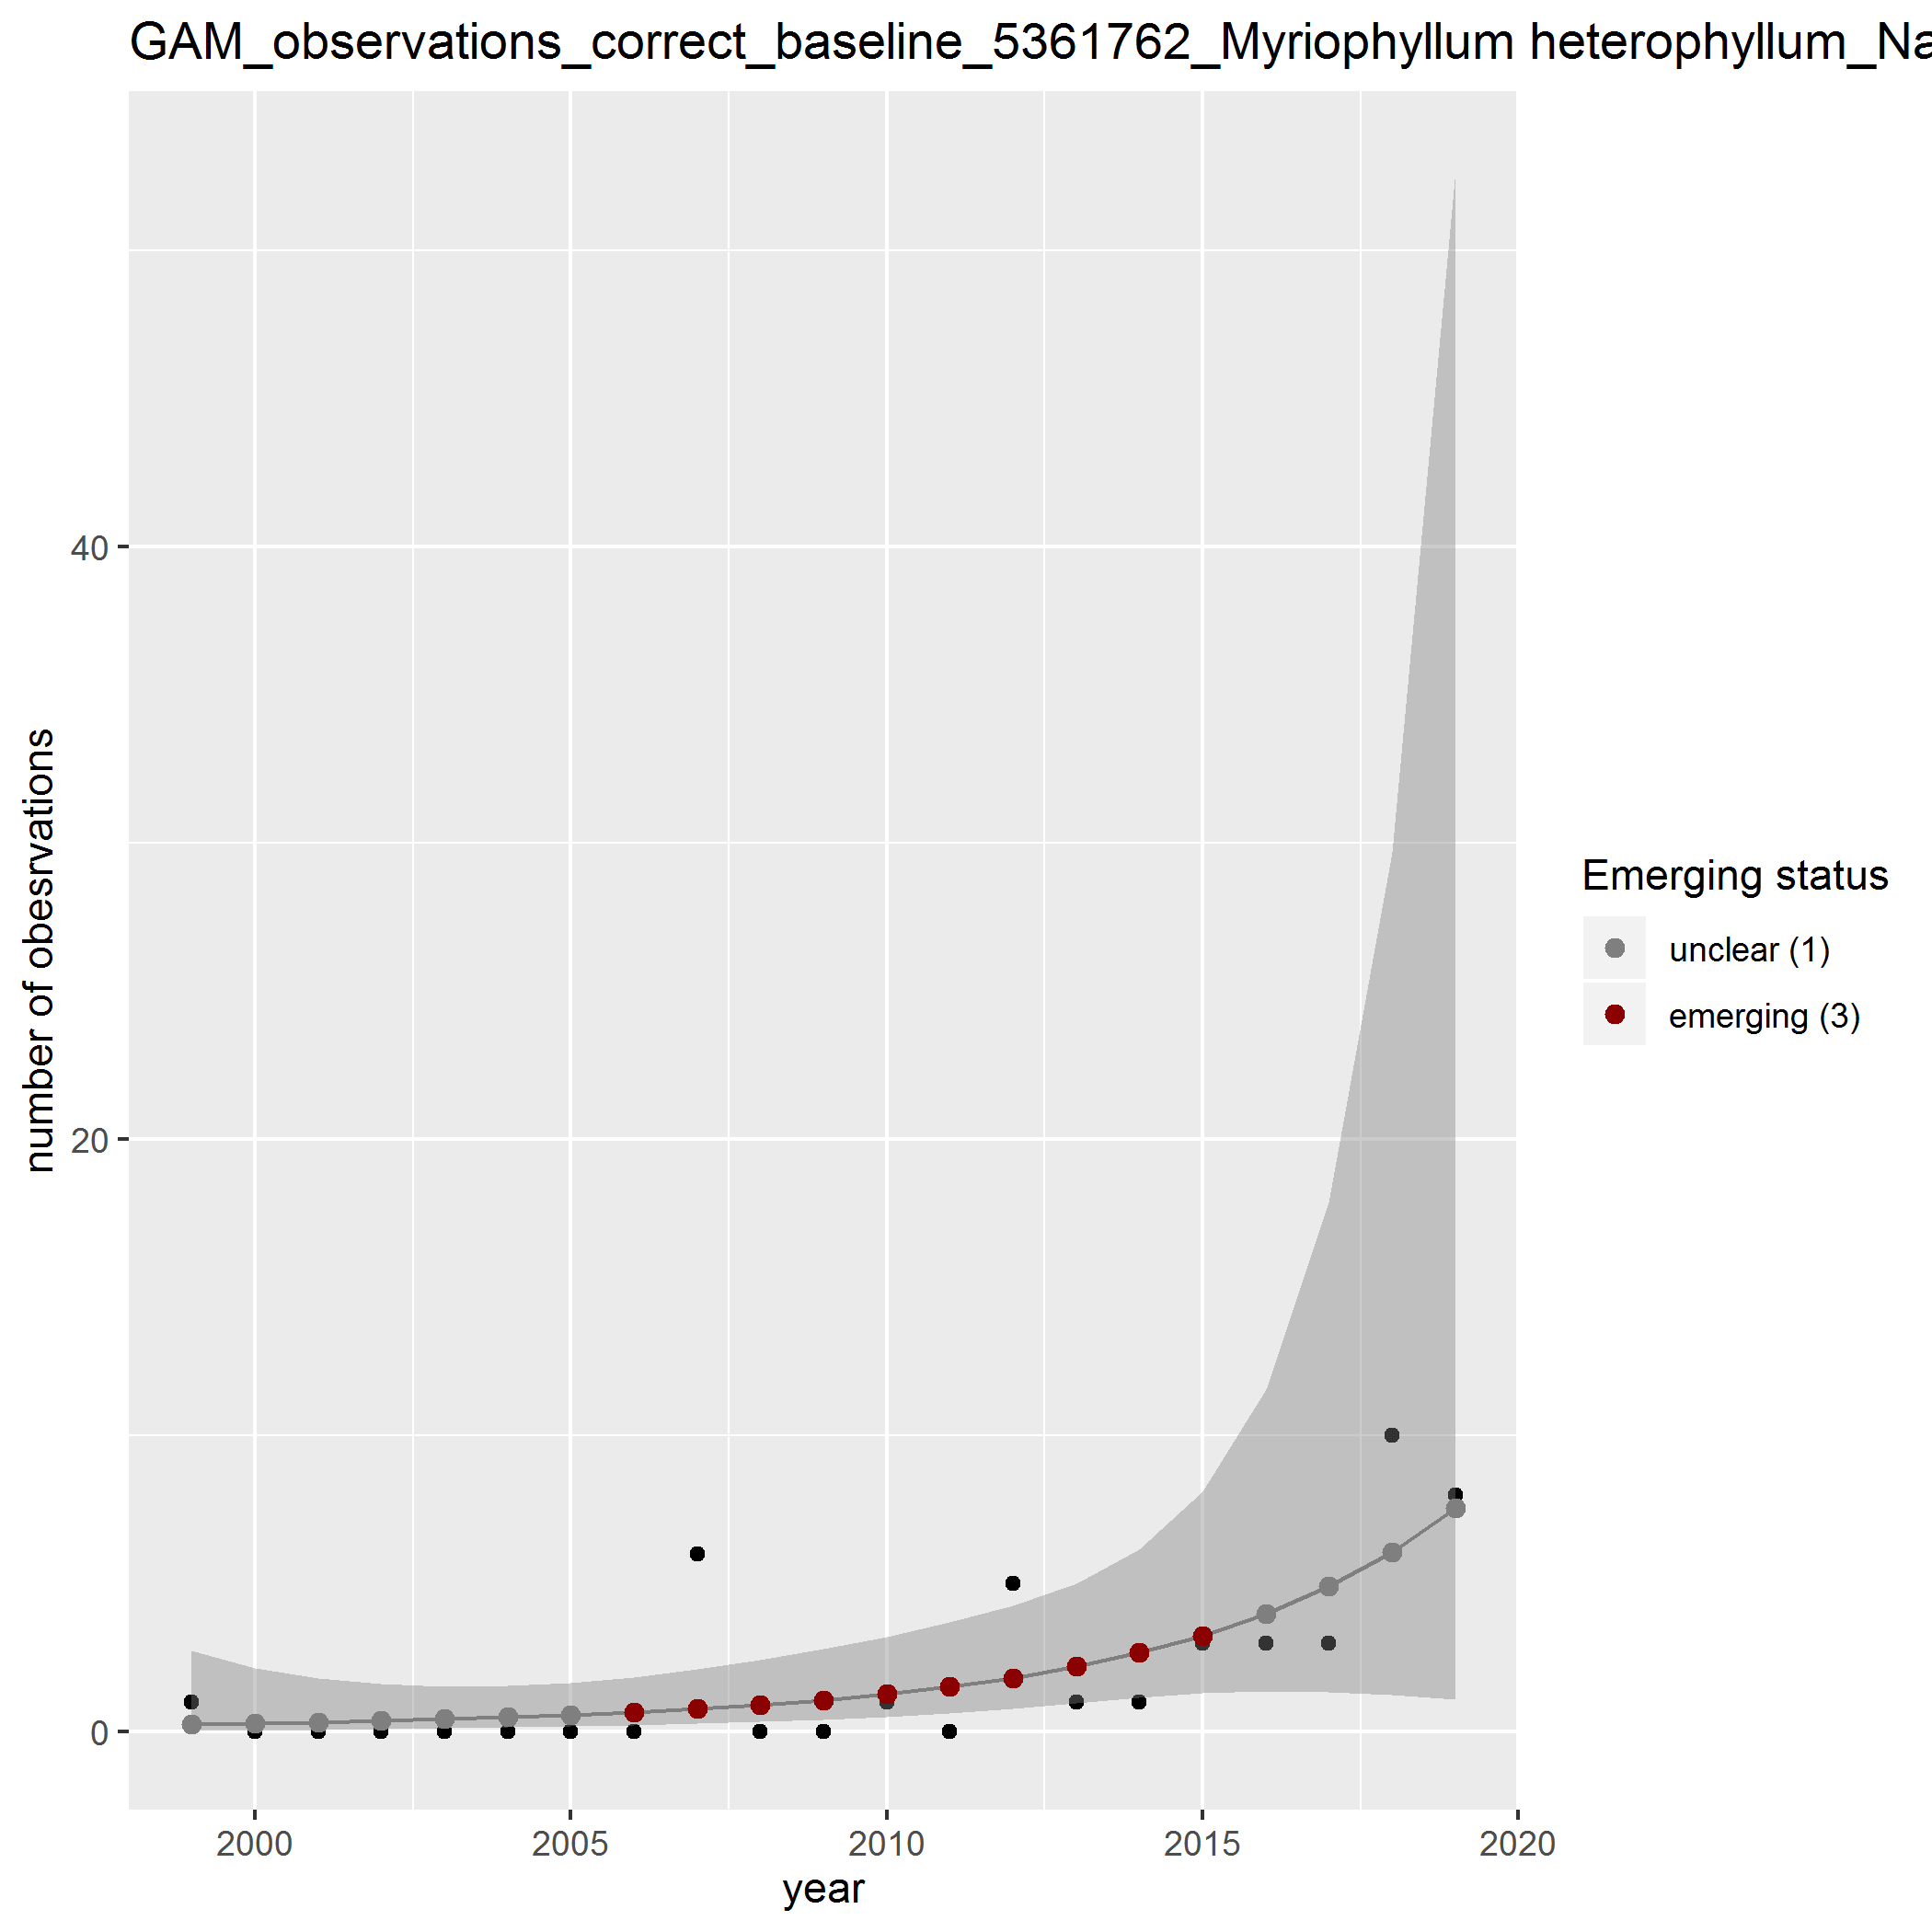 GAM_observations_correct_baseline_5361762_Myriophyllum heterophyllum_Na
number of obesrvations
40
20
0
2000 2005 2010 2015 2020
year
Emerging status
unclear (1)
emerging (3)